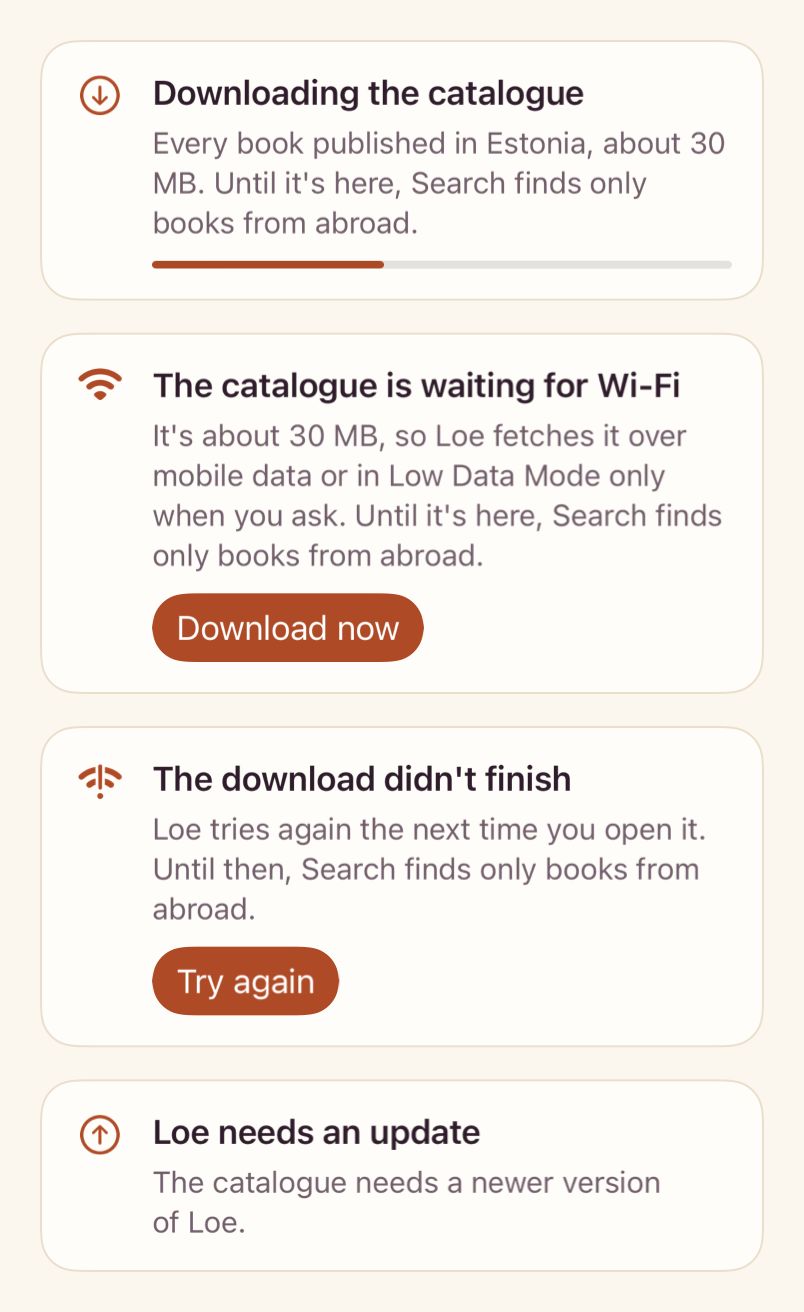 Downloading the catalogue
Every book published in Estonia, about 30
MB. Until it's here, Search finds only
books from abroad.
The catalogue is waiting for Wi-Fi
It's about 30 MB, so Loe fetches it over
mobile data or in Low Data Mode only
when you ask. Until it's here, Search finds
only books from abroad.
Download now
The download didn't finish
Loe tries again the next time you open it.
Until then, Search finds only books from
abroad.
Try again
Loe needs an update
The catalogue needs a newer version
of Loe.